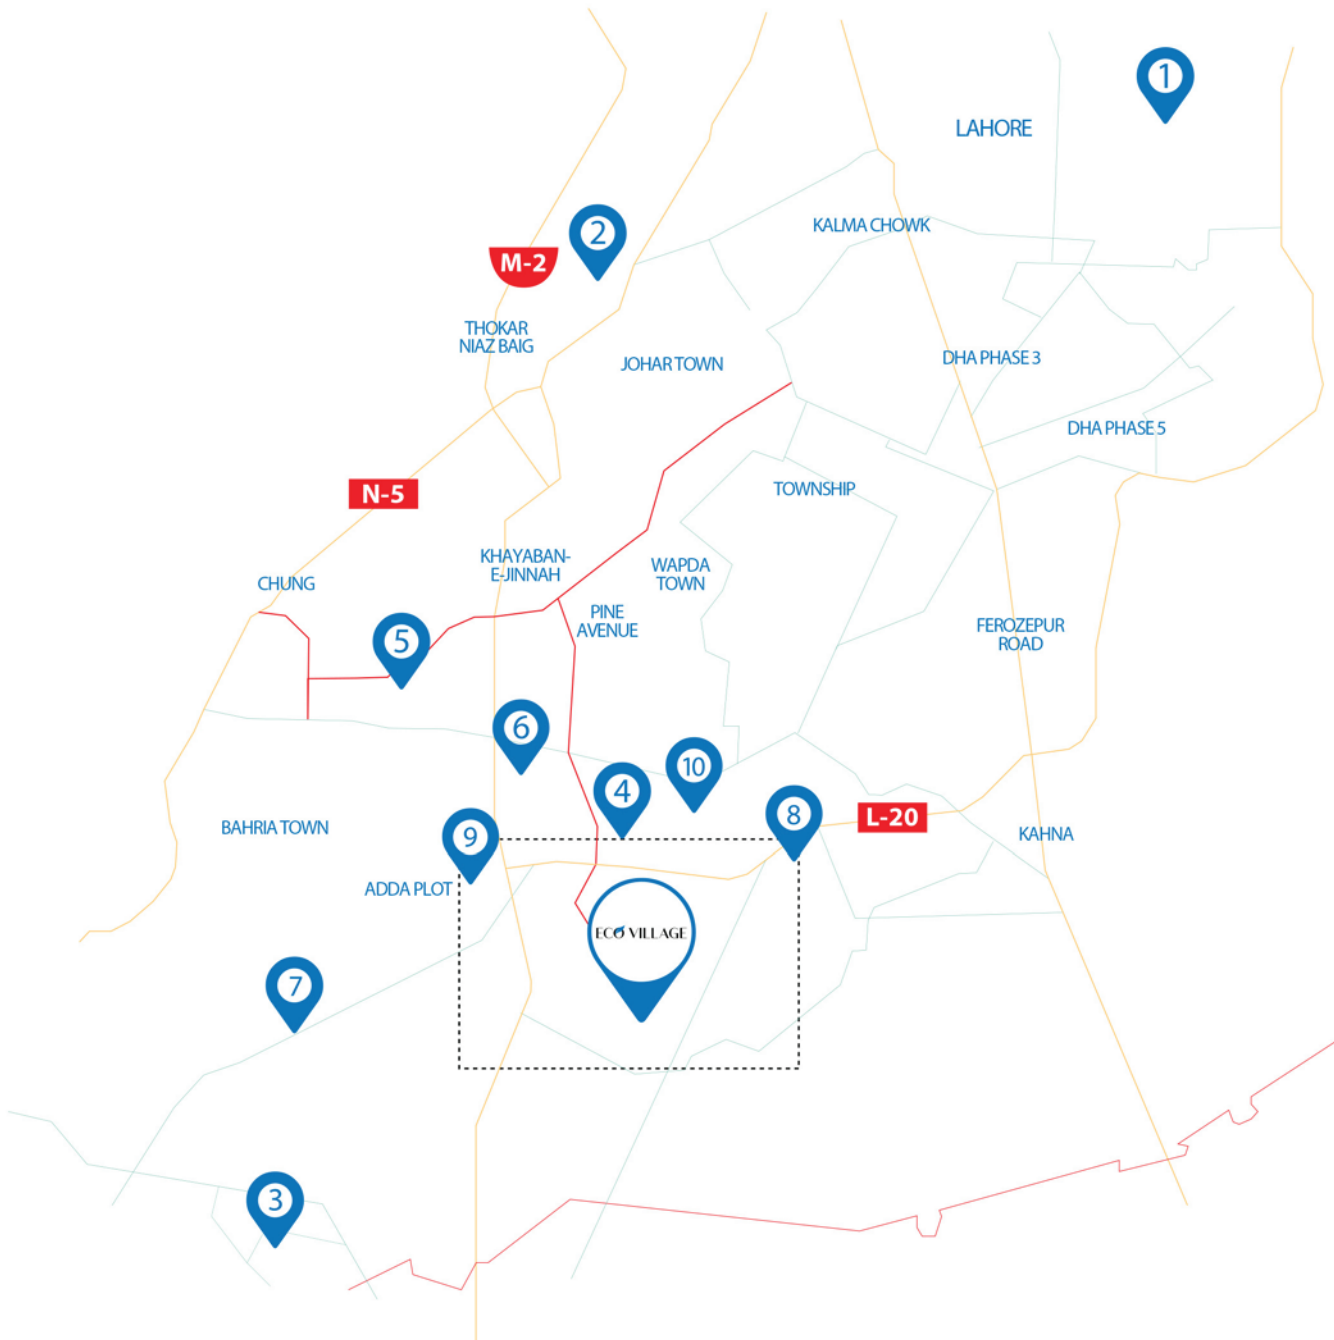 1
LAHORE
2
KALMA CHOWK
M-2
THOKAR
NIAZ BAIG
JOHAR TOWN
DHA PHASE 3
DHA PHASE 5
N-5
TOWNSHIP
KHAYABAN-
E-JINNAH
WAPDA
TOWN
CHUNG
PINE
AVENUE
FEROZEPUR
ROAD
5
6
10
4
8
L-20
BAHRIA TOWN
9
KAHNA
ADDA PLOT
ECO VILLAGE
7
3